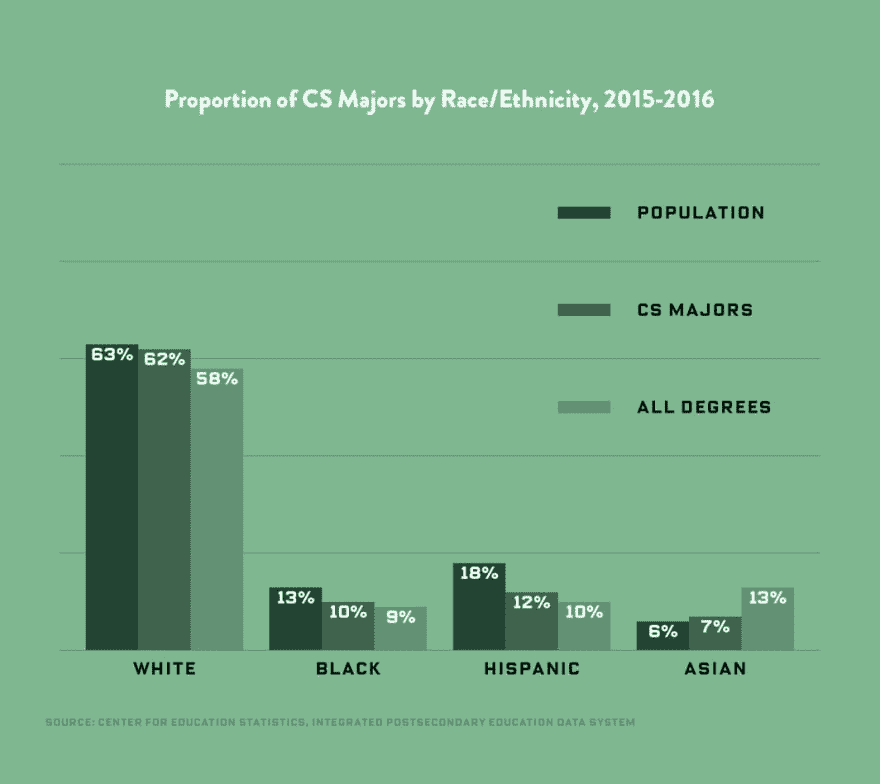 Proportion of CS Majors by Race/Ethnicity, 2015-2016
POPULATION
CS MAJORS
ALL DEGREES
63% 62% 58%
13% 10% 9%
18% 12% 10%
6% 7% 13%
WHITE BLACK HISPANIC ASIAN
SOURCE: CENTER FOR EDUCATION STATISTICS, INTEGRATED POSTSECONDARY EDUCATION DATA SYSTEM